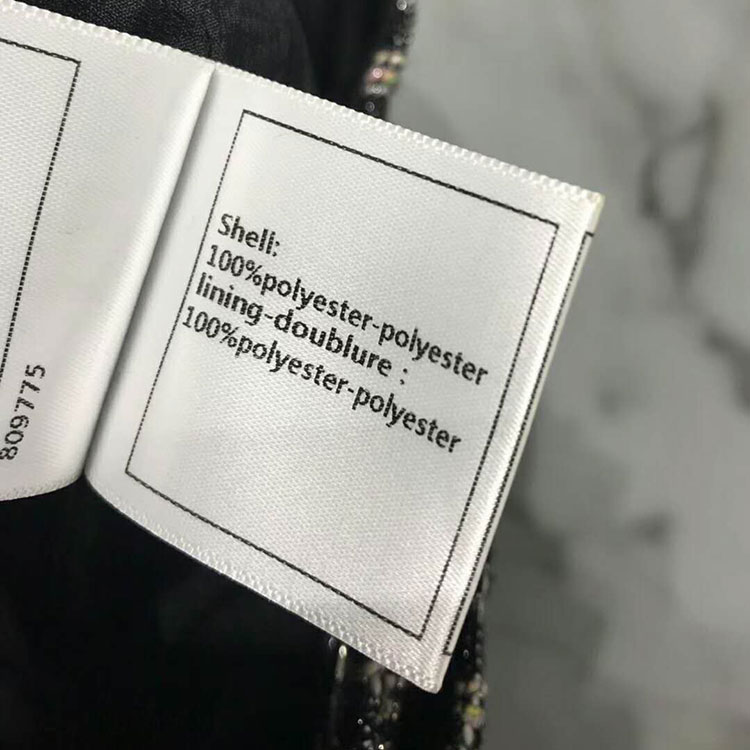 Shell:
100%polyester-polyester
lining-doublure :
100%polyester-polyester
809775